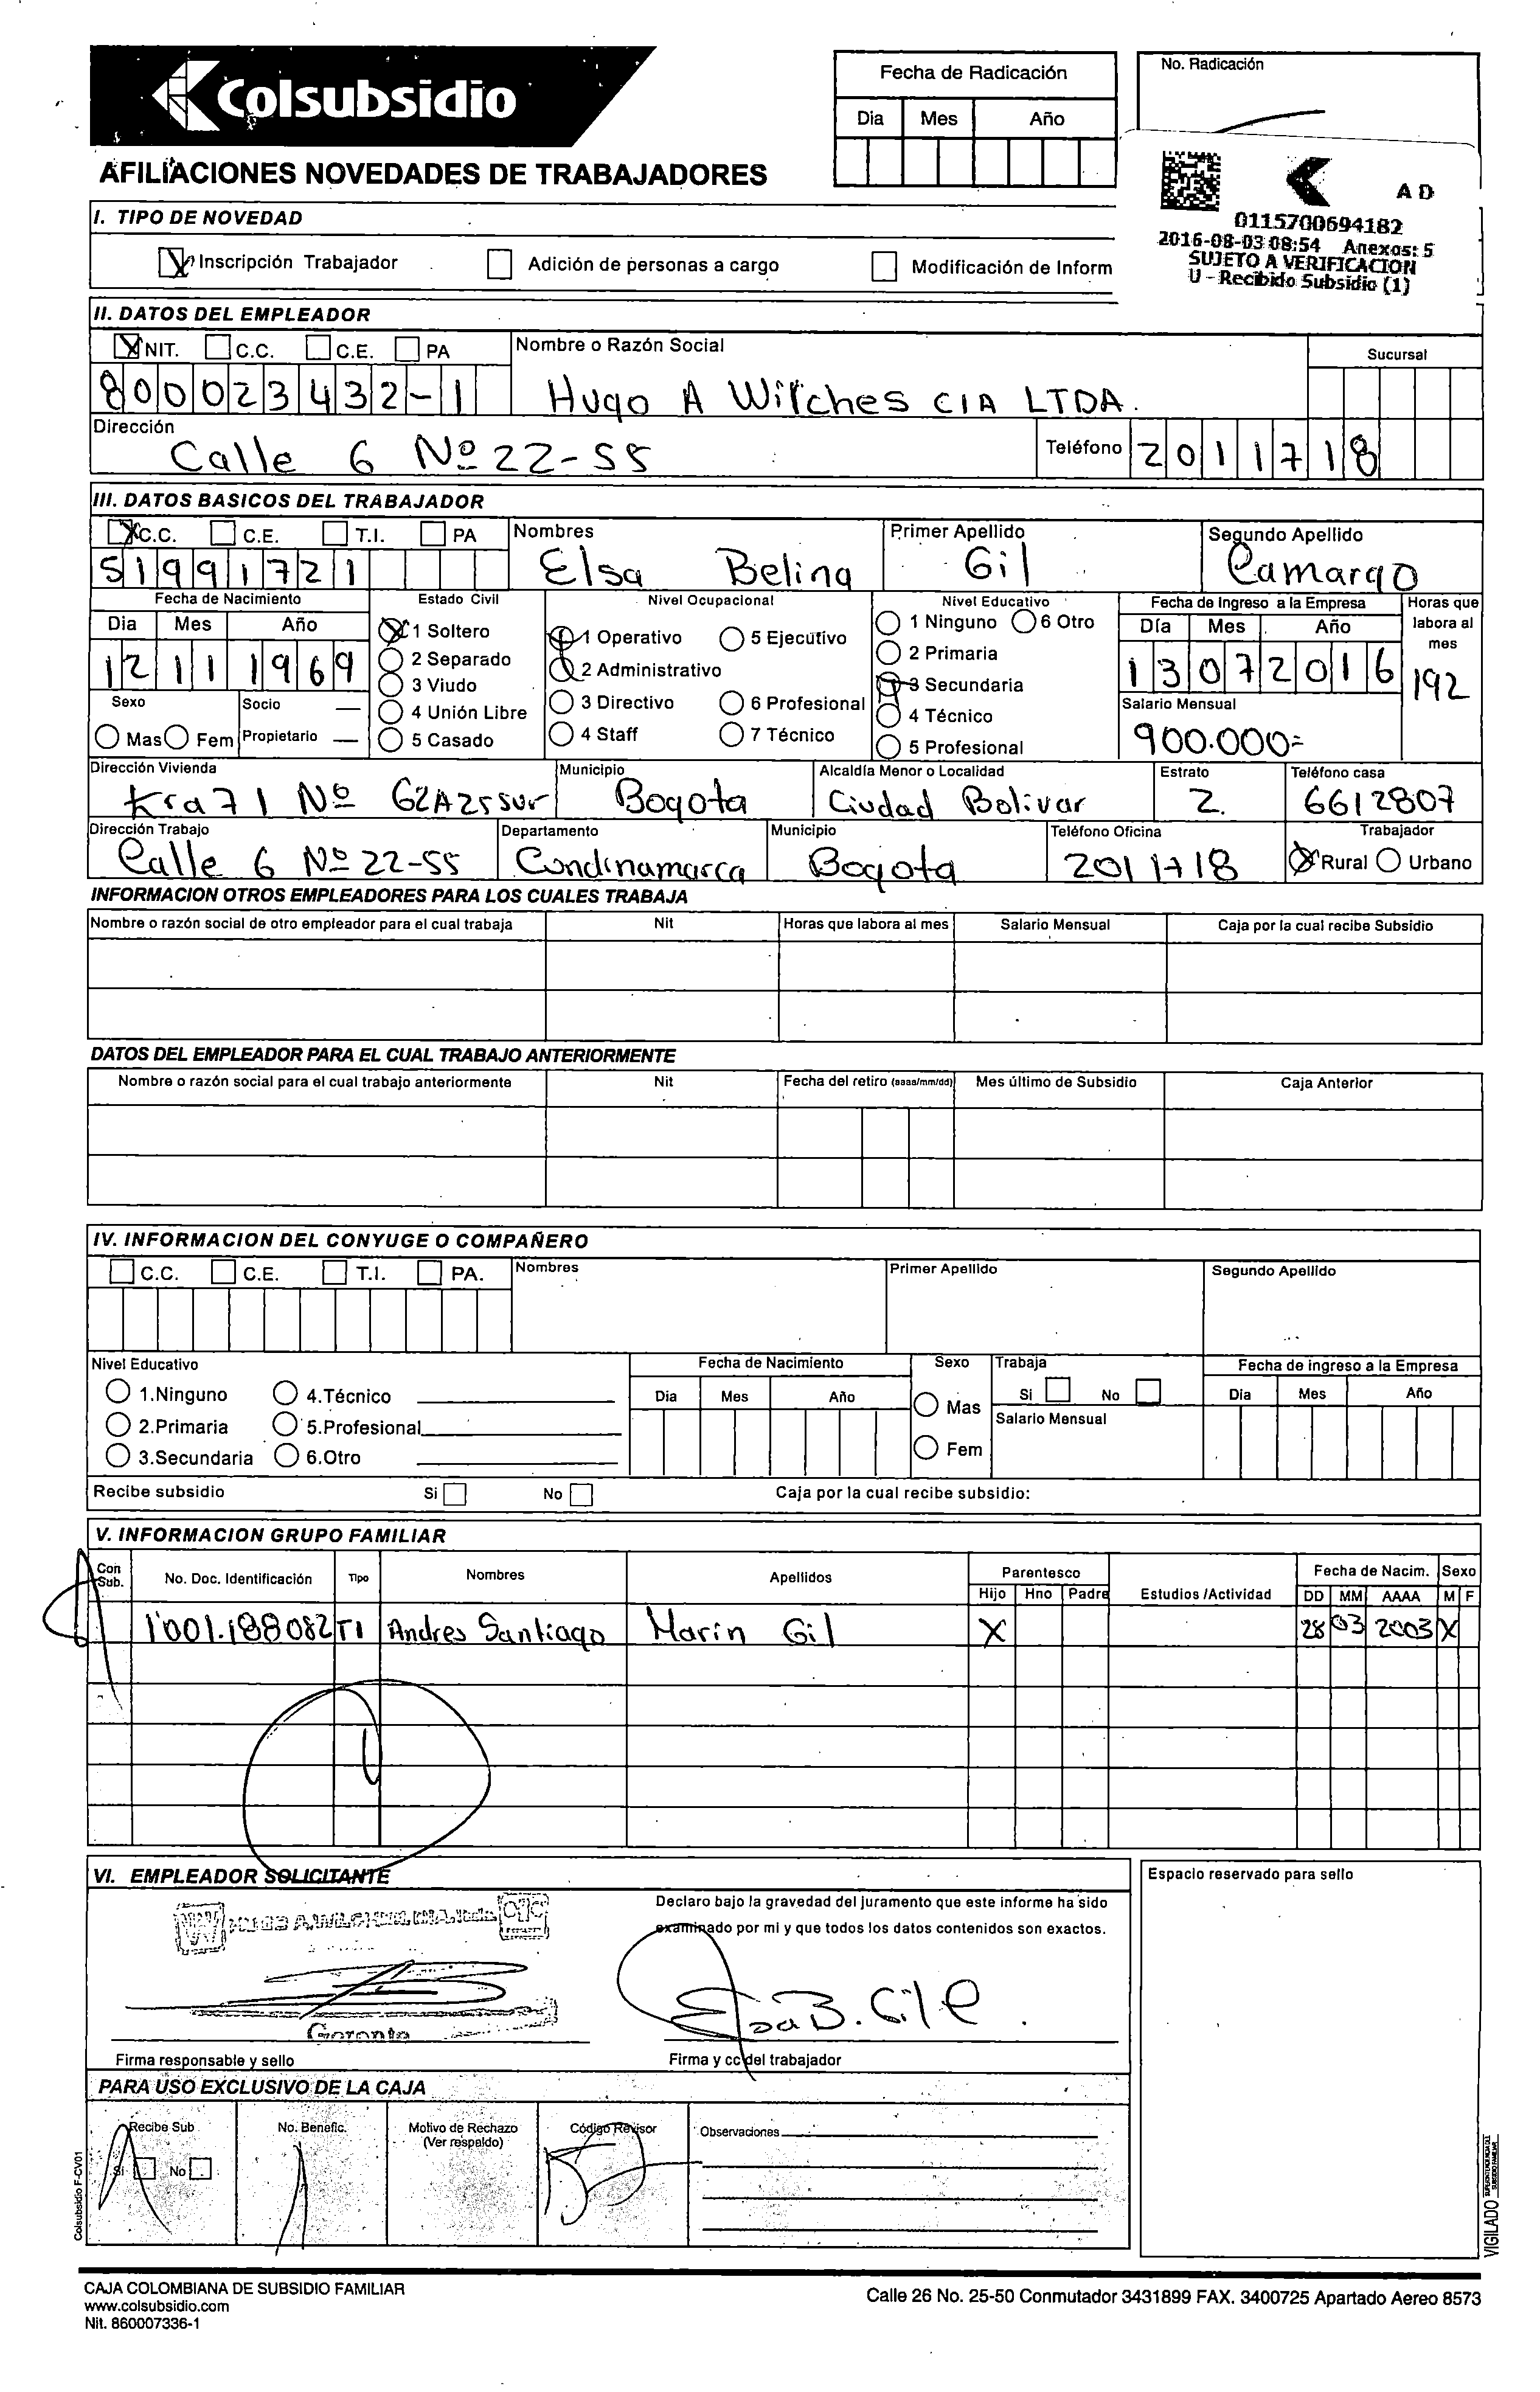 Colsubsidio
Fecha de Radicación
No. Radicación
Dia Mes Año
AFILIACIONES NOVEDADES DE TRABAJADORES
A D
0115700694182
2016-08-03 08:54 Anexos: 5
SUJETO A VERIFICACION
U - Recibido Subsidio (1)
I. TIPO DE NOVEDAD
X Inscripción Trabajador Adición de personas a cargo Modificación de Inform
II. DATOS DEL EMPLEADOR
X NIT. C.C. C.E. PA Nombre o Razón Social Sucursal
800023432-1 Hugo A Wilches CIA LTDA.
Dirección Teléfono
Calle 6 Nº 22-55 2011718
III. DATOS BASICOS DEL TRABAJADOR
X C.C. C.E. T.I. PA Nombres Primer Apellido Segundo Apellido
51991721 Elsa Belina Gil Camargo
Fecha de Nacimiento Estado Civil Nivel Ocupacional Nivel Educativo Fecha de Ingreso a la Empresa Horas que labora al mes
Dia Mes Año X 1 Soltero 1 Operativo 5 Ejecutivo 1 Ninguno 6 Otro Día Mes Año
12 11 1969 2 Separado 2 Administrativo 2 Primaria 13 07 2016 192
Sexo Socio 3 Viudo 3 Directivo 6 Profesional 3 Secundaria Salario Mensual
4 Unión Libre 4 Técnico
Mas Fem Propietario 5 Casado 4 Staff 7 Técnico 5 Profesional 900.000=
Dirección Vivienda Municipio Alcaldía Menor o Localidad Estrato Teléfono casa
Kra 71 Nº 62A25 sur Bogota Ciudad Bolivar 2. 6612807
Dirección Trabajo Departamento Municipio Teléfono Oficina Trabajador
Calle 6 Nº 22-55 Cundinamarca Bogota 2011718 X Rural Urbano
INFORMACION OTROS EMPLEADORES PARA LOS CUALES TRABAJA
Nombre o razón social de otro empleador para el cual trabaja Nit Horas que labora al mes Salario Mensual Caja por la cual recibe Subsidio
DATOS DEL EMPLEADOR PARA EL CUAL TRABAJO ANTERIORMENTE
Nombre o razón social para el cual trabajo anteriormente Nit Fecha del retiro (aaaa/mm/dd) Mes último de Subsidio Caja Anterior
IV. INFORMACION DEL CONYUGE O COMPAÑERO
C.C. C.E. T.I. PA. Nombres Primer Apellido Segundo Apellido
Nivel Educativo Fecha de Nacimiento Sexo Trabaja Fecha de ingreso a la Empresa
1.Ninguno 4.Técnico Dia Mes Año Mas Si No Dia Mes Año
2.Primaria 5.Profesional Salario Mensual
3.Secundaria 6.Otro Fem
Recibe subsidio Si No Caja por la cual recibe subsidio:
V. INFORMACION GRUPO FAMILIAR
Con Sub. No. Doc. Identificación Tipo Nombres Apellidos Parentesco Estudios /Actividad Fecha de Nacim. Sexo
Hijo Hno Padre DD MM AAAA M F
1'001.188082 TI Andres Santiago Marin Gil X 28 03 2003 X
VI. EMPLEADOR SOLICITANTE
Espacio reservado para sello
Declaro bajo la gravedad del juramento que este informe ha sido
examinado por mi y que todos los datos contenidos son exactos.
Elsa B. Gil C
Gerente
Firma responsable y sello Firma y cc del trabajador
PARA USO EXCLUSIVO DE LA CAJA
Recibe Sub No. Benefic. Motivo de Rechazo Código Revisor Observaciones
(Ver respaldo)
Si No
Colsubsidio F-CV01
VIGILADO
CAJA COLOMBIANA DE SUBSIDIO FAMILIAR
www.colsubsidio.com
Nit. 860007336-1
Calle 26 No. 25-50 Conmutador 3431899 FAX. 3400725 Apartado Aereo 8573